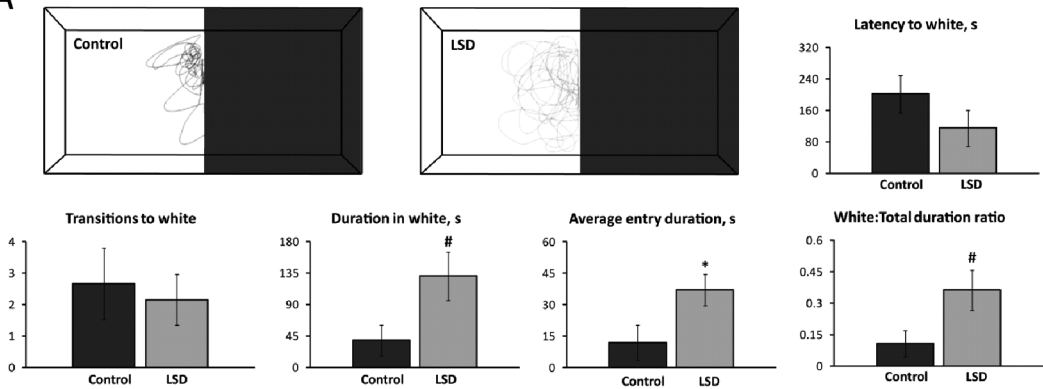 A
Control
LSD
Latency to white, s
320
240
160
80
0
Control LSD
Transitions to white
4
3
2
1
0
Control LSD
Duration in white, s
180
135
90
45
0
#
Control LSD
Average entry duration, s
60
45
30
15
0
*
Control LSD
White:Total duration ratio
0.6
0.45
0.3
0.15
0
#
Control LSD